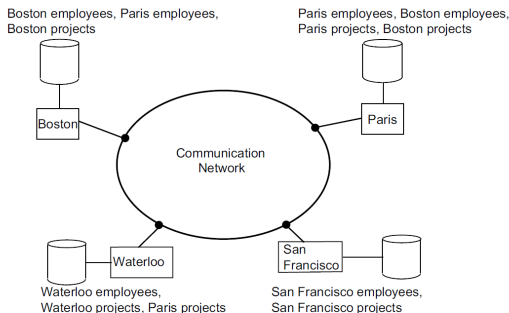 Boston employees, Paris employees,
Boston projects
Paris employees, Boston employees,
Paris projects, Boston projects
Boston
Paris
Communication
Network
Waterloo
San
Francisco
Waterloo employees,
Waterloo projects, Paris projects
San Francisco employees,
San Francisco projects